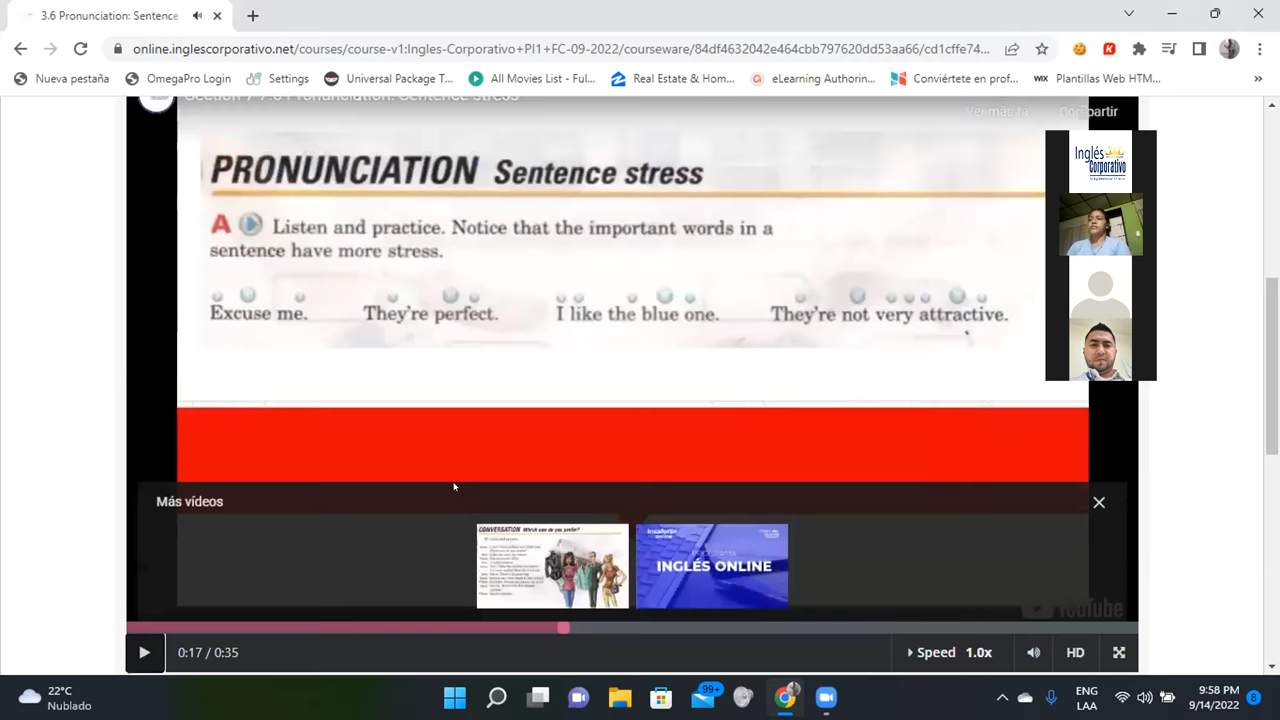 3.6 Pronunciation: Sentence
online.inglescorporativo.net/courses/course-v1:Ingles-Corporativo+PI1+FC-09-2022/courseware/84df4632042e464cbb797620dd53aa66/cd1cffe74...
Nueva pestaña
OmegaPro Login
Settings
Universal Package T...
All Movies List - Ful...
Real Estate & Hom...
eLearning Authorin...
Conviértete en prof...
WIX Plantillas Web HTM...
»
Compartir
PRONUNCIATION Sentence stress
Inglés
Corporativo
A Listen and practice. Notice that the important words in a
sentence have more stress.
Excuse me. They're perfect. I like the blue one. They're not very attractive.
Más vídeos
CONVERSATION Which one do you prefer?
INGLÉS ONLINE
YouTube
0:17 / 0:35
Speed 1.0x
HD
22°C
Nublado
99+
ENG
LAA
9:58 PM
9/14/2022
8